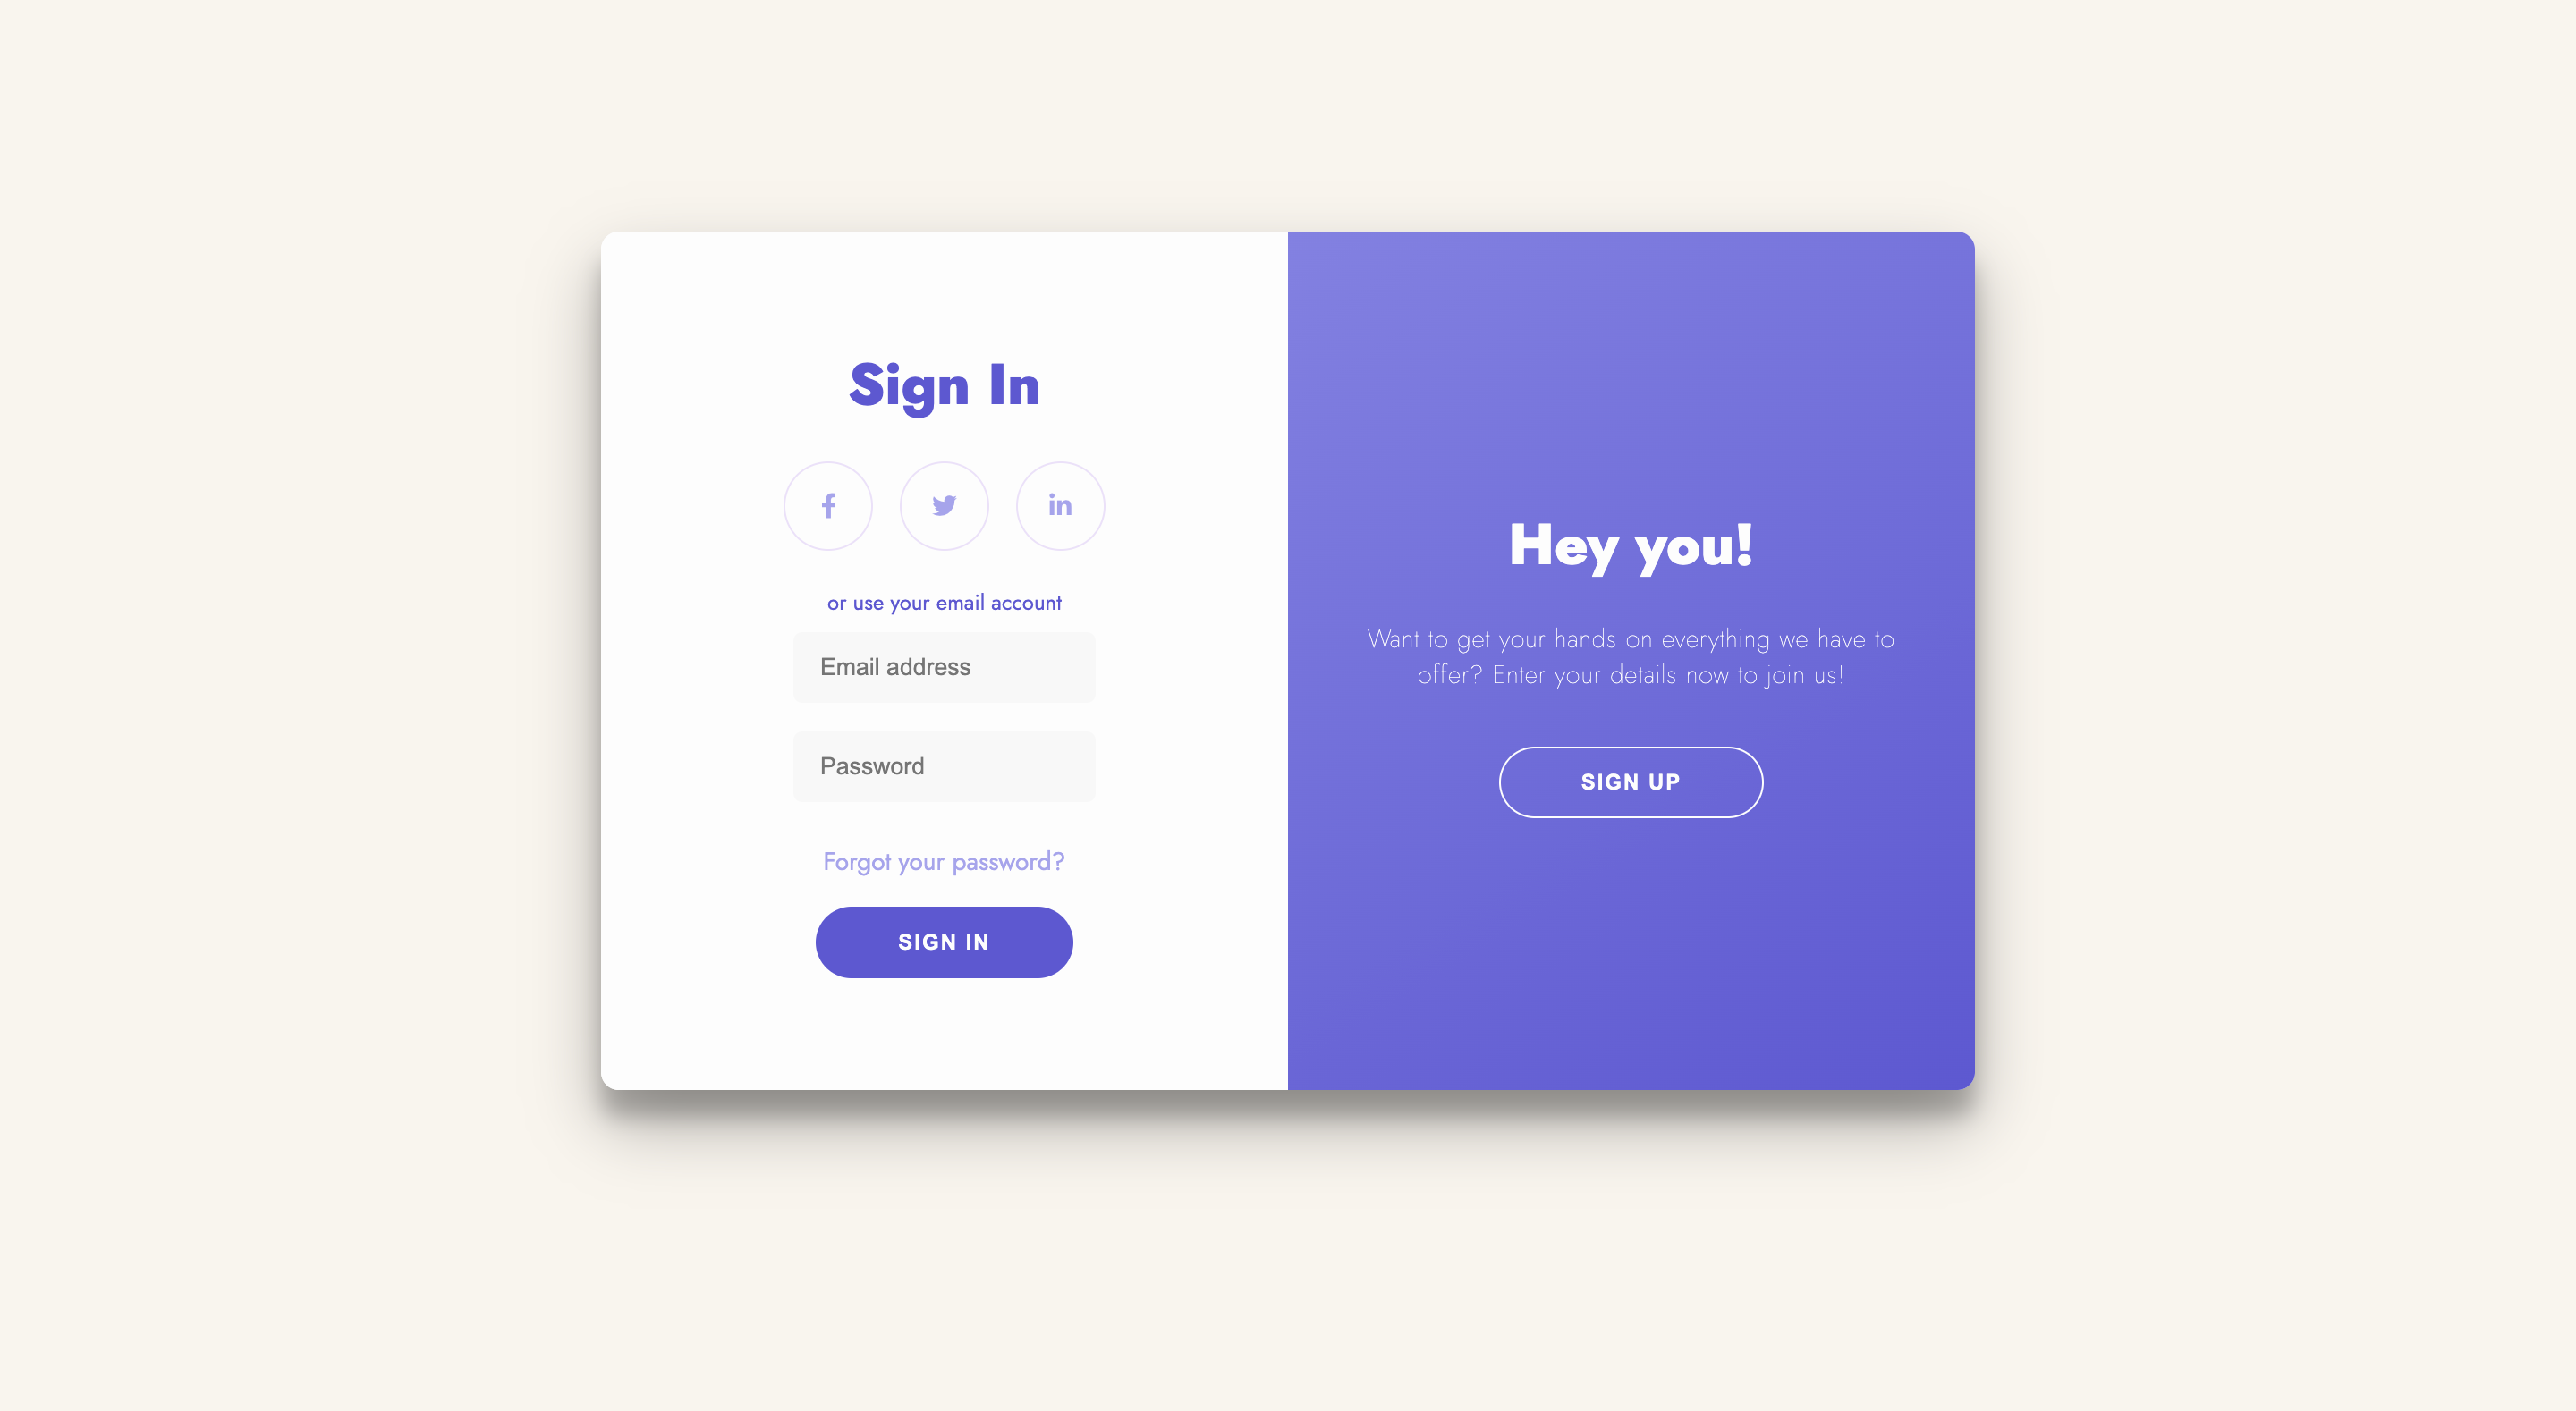 Sign In
or use your email account
Email address
Password
Forgot your password?
SIGN IN
Hey you!
Want to get your hands on everything we have to
offer? Enter your details now to join us!
SIGN UP